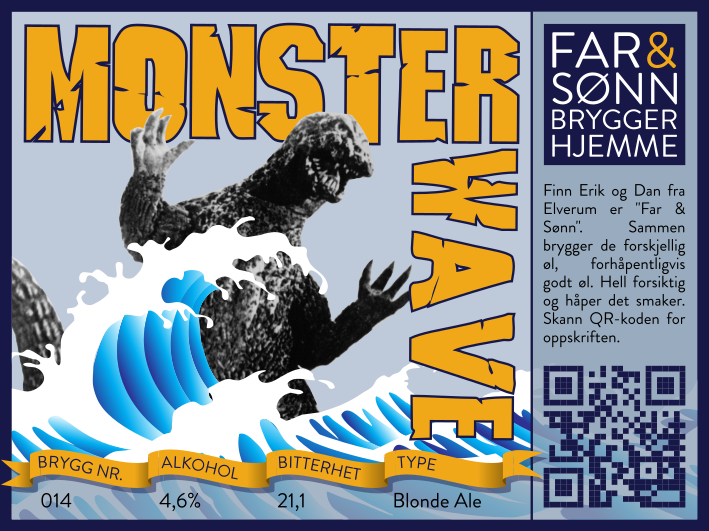 MONSTER
WAVE
FAR&
SØNN
BRYGGER
HJEMME
Finn Erik og Dan fra
Elverum er "Far &
Sønn". Sammen
brygger de forskjellig
øl, forhåpentligvis
godt øl. Hell forsiktig
og håper det smaker.
Skann QR-koden for
oppskriften.
BRYGG NR. ALKOHOL BITTERHET TYPE
014 4,6% 21,1 Blonde Ale